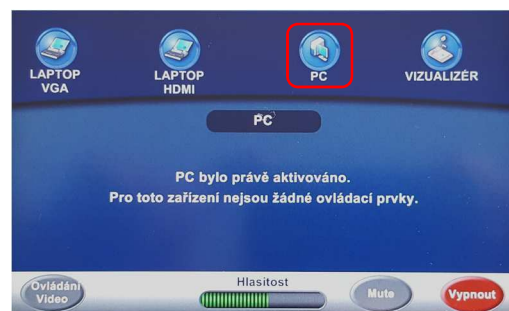 LAPTOP
VGA
LAPTOP
HDMI
PC
VIZUALIZÉR
PC
PC bylo právě aktivováno.
Pro toto zařízení nejsou žádné ovládací prvky.
Ovládání
Video
Hlasitost
Mute
Vypnout